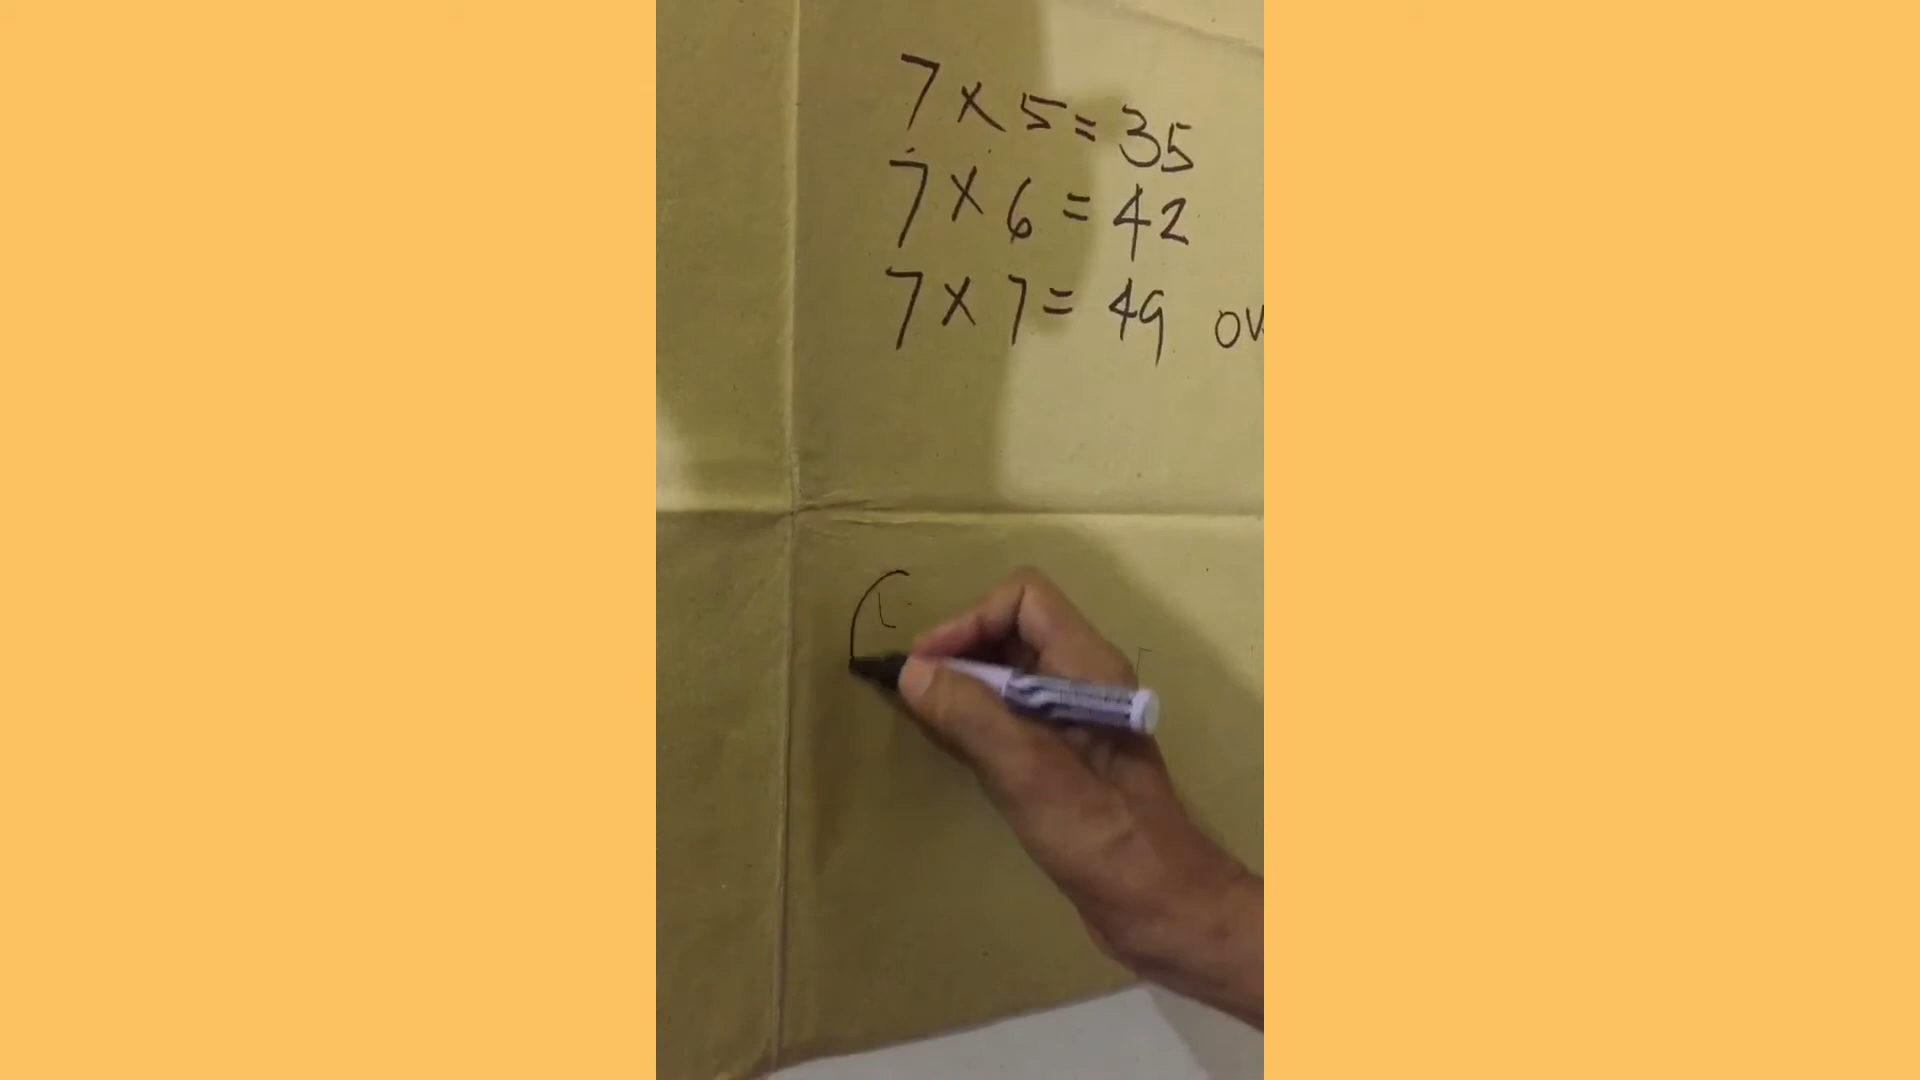 7 x 5 = 35
7 x 6 = 42
7 x 7 = 49